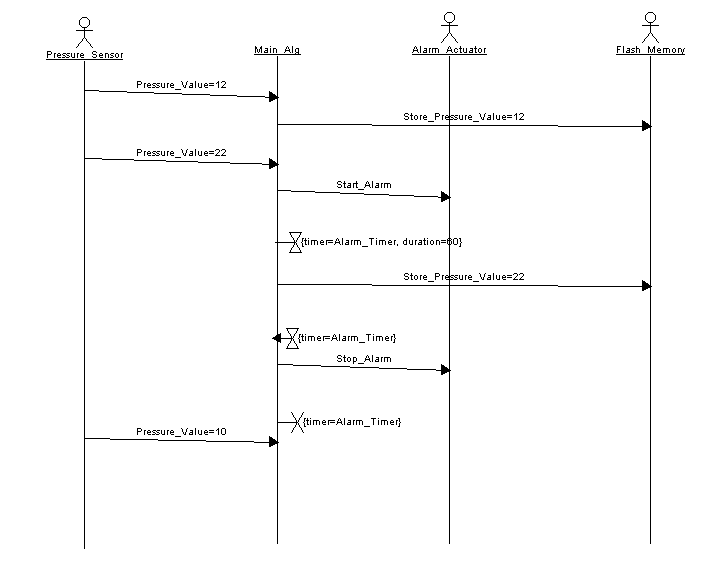 Pressure_Sensor
Main_Alg
Alarm_Actuator
Flash_Memory
Pressure_Value=12
Store_Pressure_Value=12
Pressure_Value=22
Start_Alarm
{timer=Alarm_Timer, duration=60}
Store_Pressure_Value=22
{timer=Alarm_Timer}
Stop_Alarm
{timer=Alarm_Timer}
Pressure_Value=10